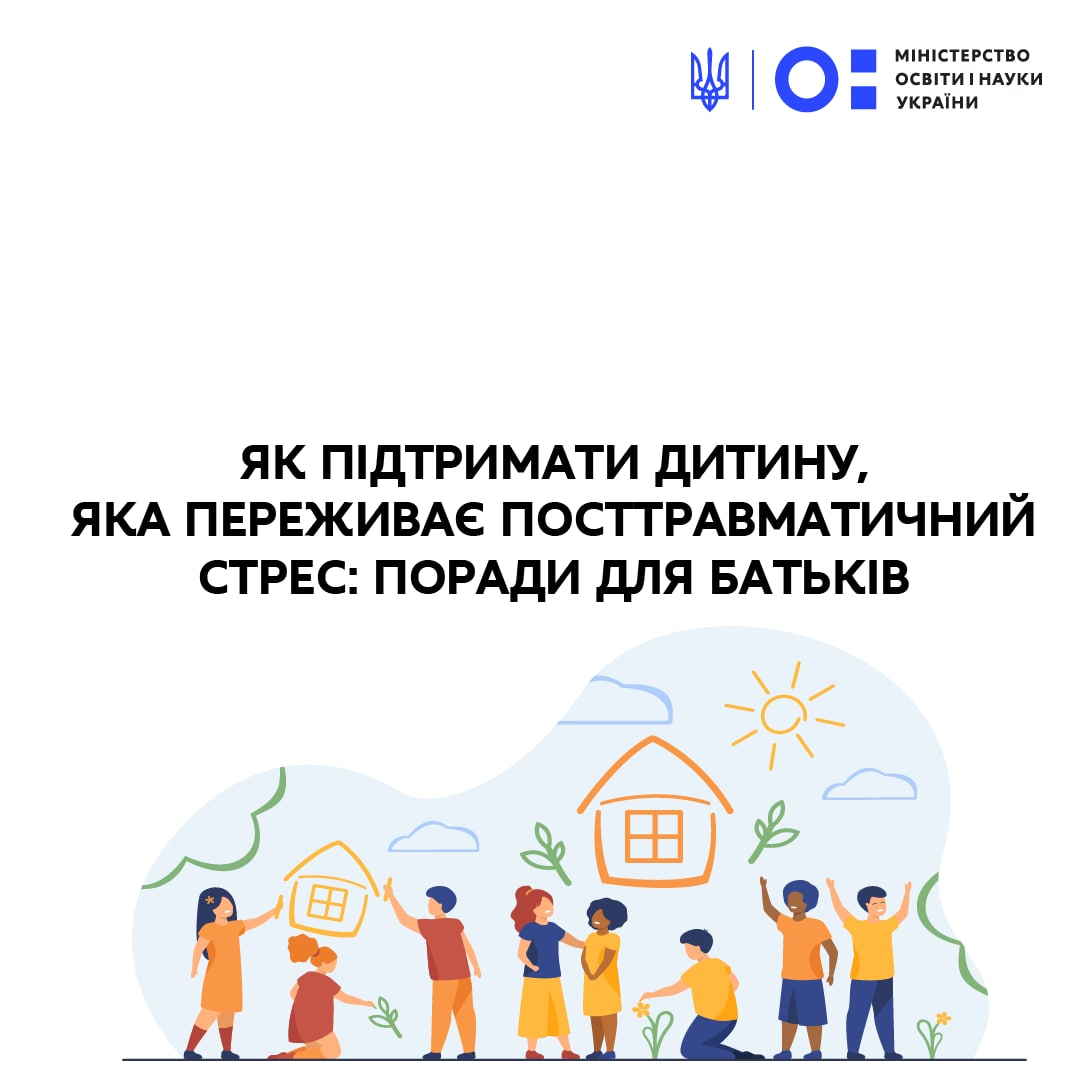 МІНІСТЕРСТВО
ОСВІТИ І НАУКИ
УКРАЇНИ
ЯК ПІДТРИМАТИ ДИТИНУ,
ЯКА ПЕРЕЖИВАЄ ПОСТТРАВМАТИЧНИЙ
СТРЕС: ПОРАДИ ДЛЯ БАТЬКІВ